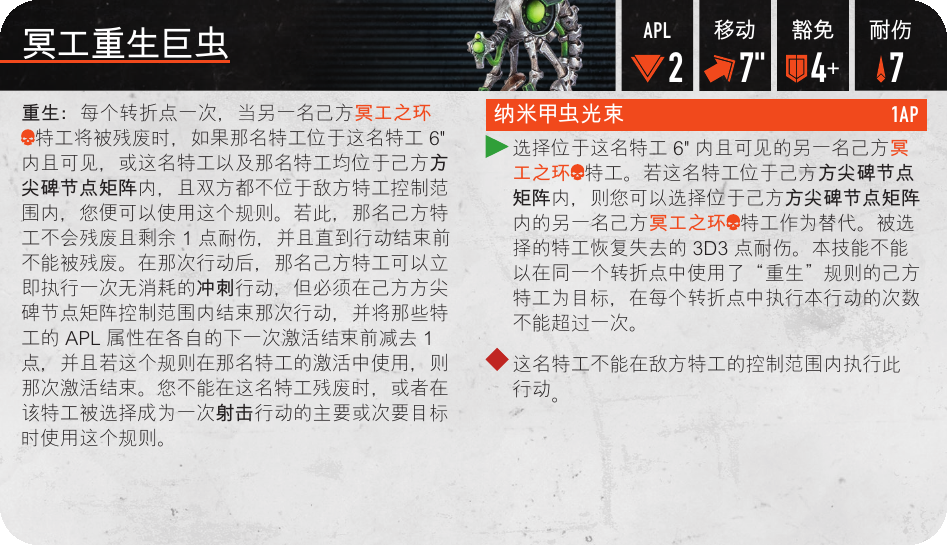 冥工重生巨虫
APL 2
移动 7"
豁免 4+
耐伤 7
重生：每个转折点一次，当另一名己方冥工之环
特工将被残废时，如果那名特工位于这名特工 6"
内且可见，或这名特工以及那名特工均位于己方方
尖碑节点矩阵内，且双方都不位于敌方特工控制范
围内，您便可以使用这个规则。若此，那名己方特
工不会残废且剩余 1 点耐伤，并且直到行动结束前
不能被残废。在那次行动后，那名己方特工可以立
即执行一次无消耗的冲刺行动，但必须在己方方尖
碑节点矩阵控制范围内结束那次行动，并将那些特
工的 APL 属性在各自的下一次激活结束前减去 1
点，并且若这个规则在那名特工的激活中使用，则
那次激活结束。您不能在这名特工残废时，或者在
该特工被选择成为一次射击行动的主要或次要目标
时使用这个规则。
纳米甲虫光束 1AP
选择位于这名特工 6" 内且可见的另一名己方冥
工之环特工。若这名特工位于己方方尖碑节点
矩阵内，则您可以选择位于己方方尖碑节点矩阵
内的另一名己方冥工之环特工作为替代。被选
择的特工恢复失去的 3D3 点耐伤。本技能不能
以在同一个转折点中使用了“重生”规则的己方
特工为目标，在每个转折点中执行本行动的次数
不能超过一次。
这名特工不能在敌方特工的控制范围内执行此
行动。